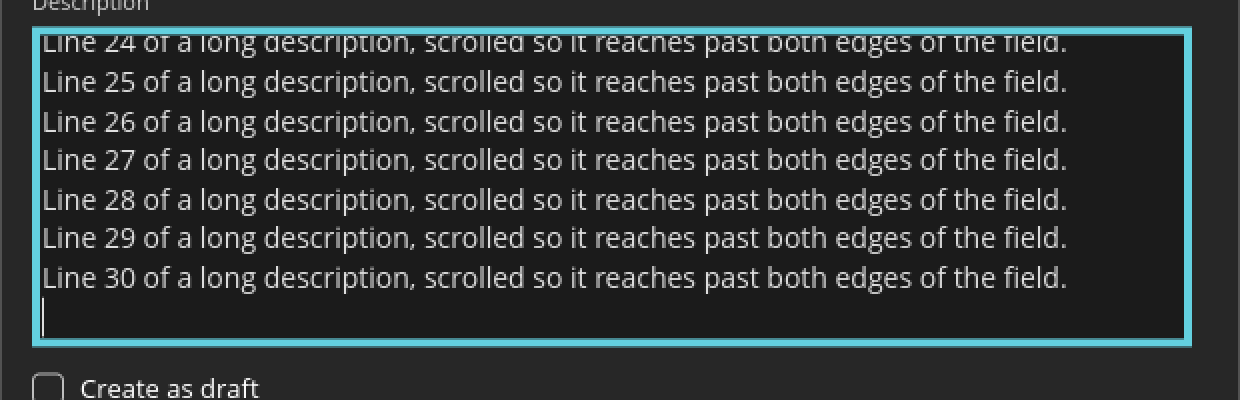 Description
Line 24 of a long description, scrolled so it reaches past both edges of the field.
Line 25 of a long description, scrolled so it reaches past both edges of the field.
Line 26 of a long description, scrolled so it reaches past both edges of the field.
Line 27 of a long description, scrolled so it reaches past both edges of the field.
Line 28 of a long description, scrolled so it reaches past both edges of the field.
Line 29 of a long description, scrolled so it reaches past both edges of the field.
Line 30 of a long description, scrolled so it reaches past both edges of the field.
Create as draft